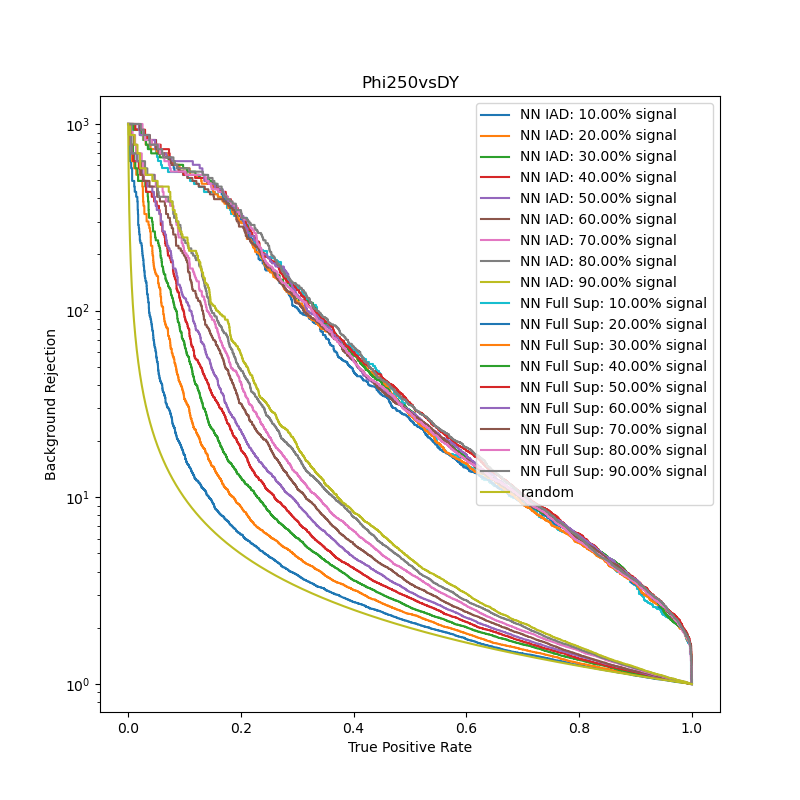 Phi250vsDY
NN IAD: 10.00% signal
NN IAD: 20.00% signal
NN IAD: 30.00% signal
NN IAD: 40.00% signal
NN IAD: 50.00% signal
NN IAD: 60.00% signal
NN IAD: 70.00% signal
NN IAD: 80.00% signal
NN IAD: 90.00% signal
NN Full Sup: 10.00% signal
NN Full Sup: 20.00% signal
NN Full Sup: 30.00% signal
NN Full Sup: 40.00% signal
NN Full Sup: 50.00% signal
NN Full Sup: 60.00% signal
NN Full Sup: 70.00% signal
NN Full Sup: 80.00% signal
NN Full Sup: 90.00% signal
random
Background Rejection
10³
10²
10¹
10⁰
0.0 0.2 0.4 0.6 0.8 1.0
True Positive Rate